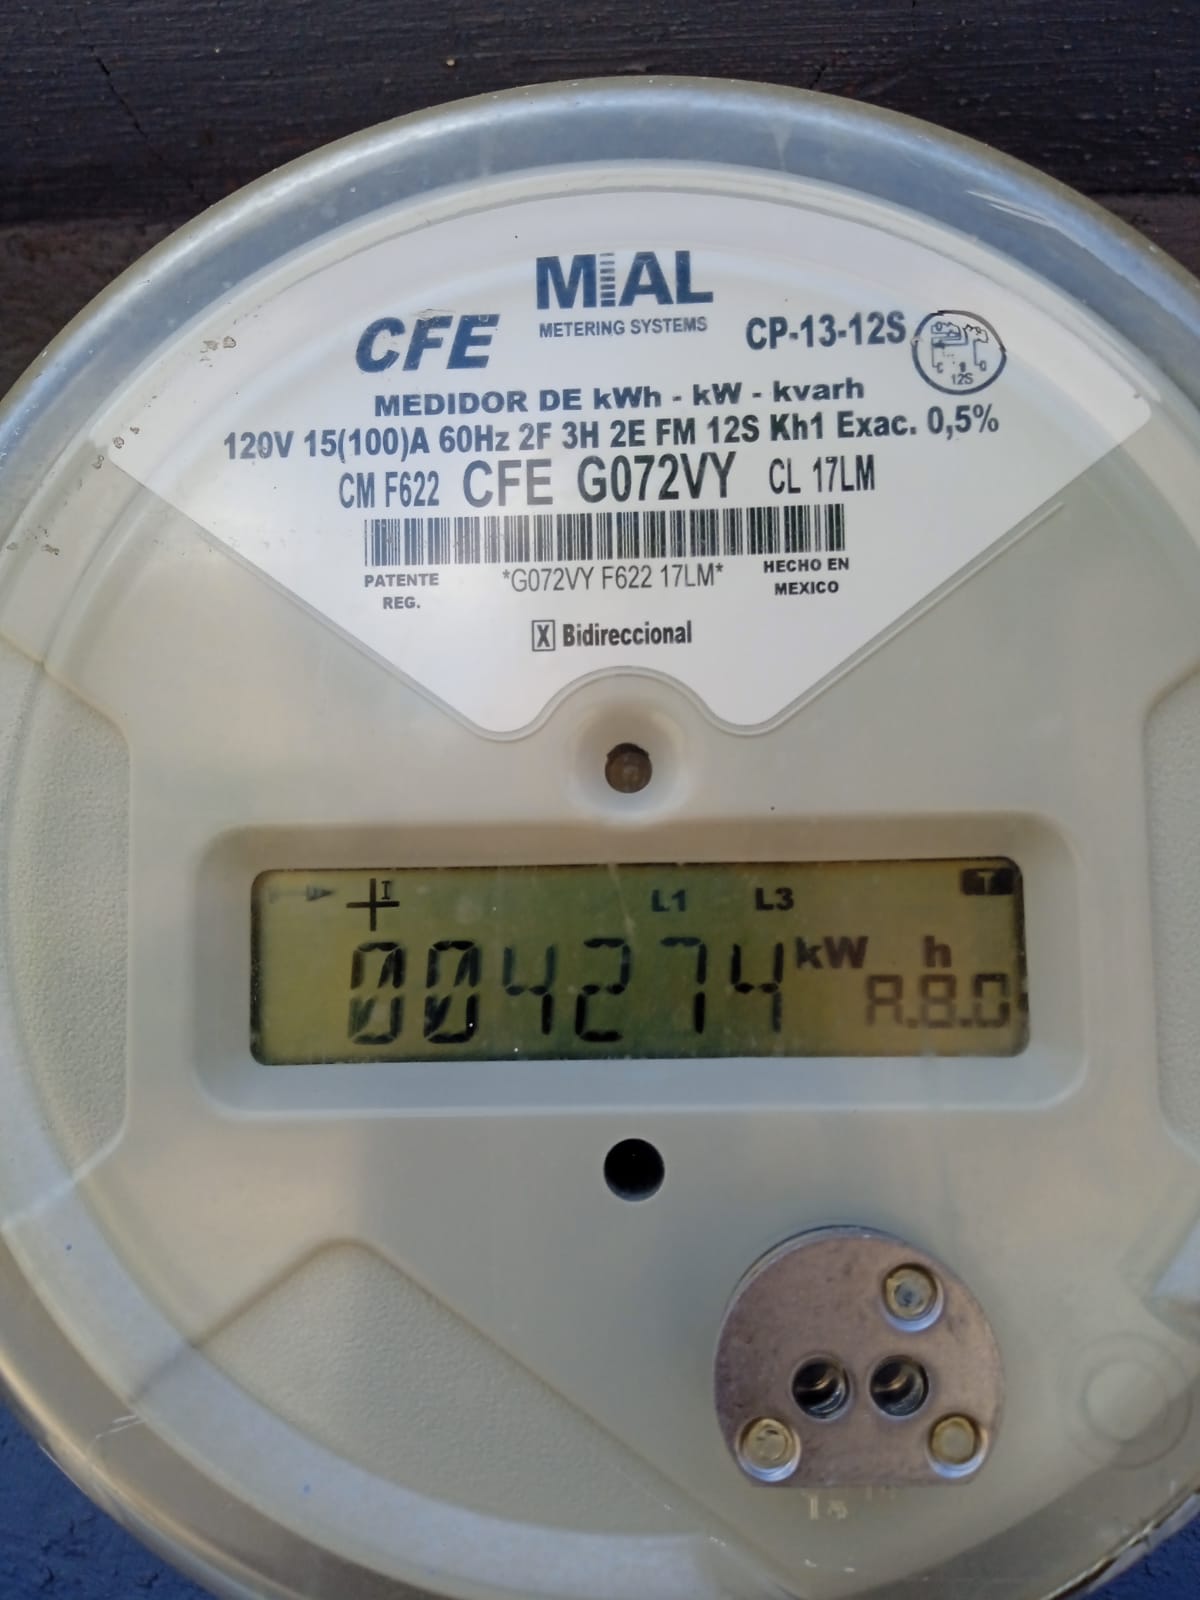 MIAL
METERING SYSTEMS
CFE
CP-13-12S
12S
MEDIDOR DE kWh - kW - kvarh
120V 15(100)A 60Hz 2F 3H 2E FM 12S Kh1 Exac. 0,5%
CM F622 CFE G072VY CL 17LM
PATENTE REG.
*G072VY F622 17LM*
HECHO EN MEXICO
X Bidireccional
L1 L3 T
004274 kW h A.8.0